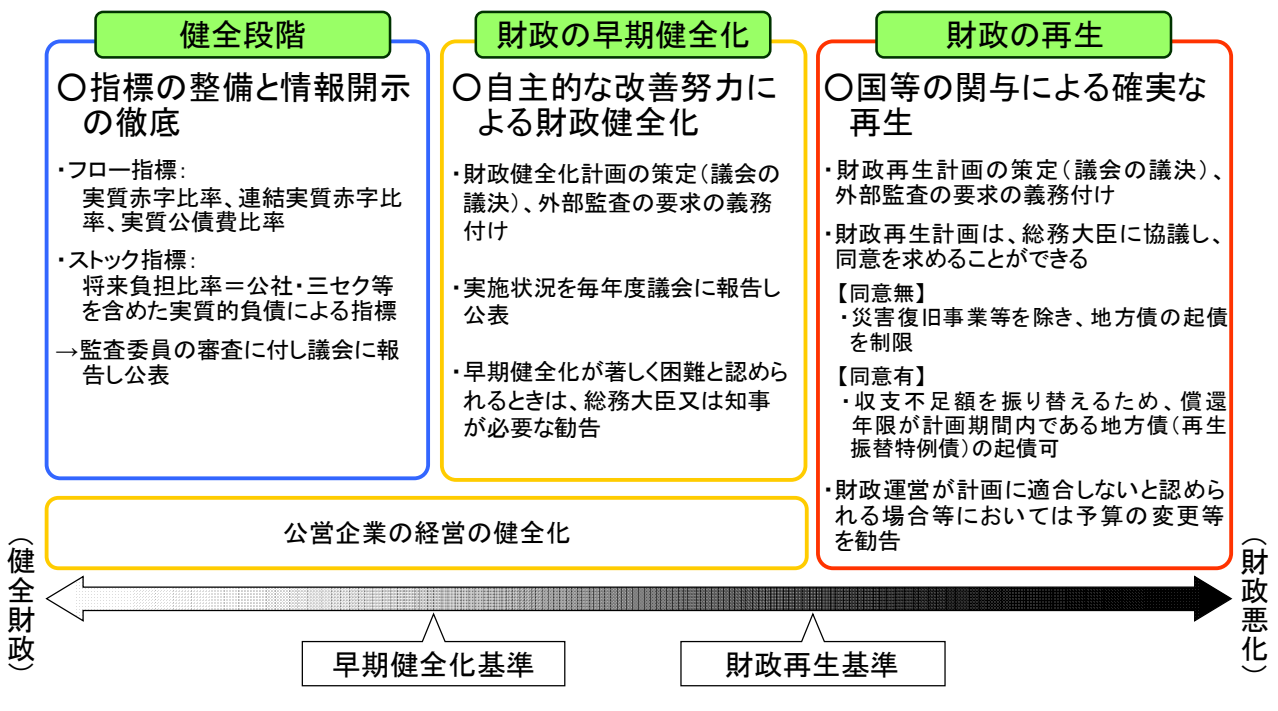 健全段階
〇指標の整備と情報開示
の徹底
・フロー指標：
実質赤字比率、連結実質赤字比
率、実質公債費比率
・ストック指標：
将来負担比率＝公社・三セク等
を含めた実質的負債による指標
→監査委員の審査に付し議会に報
告し公表
財政の早期健全化
〇自主的な改善努力に
よる財政健全化
・財政健全化計画の策定（議会の
議決）、外部監査の要求の義務
付け
・実施状況を毎年度議会に報告し
公表
・早期健全化が著しく困難と認めら
れるときは、総務大臣又は知事
が必要な勧告
財政の再生
〇国等の関与による確実な
再生
・財政再生計画の策定（議会の議決）、
外部監査の要求の義務付け
・財政再生計画は、総務大臣に協議し、
同意を求めることができる
【同意無】
・災害復旧事業等を除き、地方債の起債
を制限
【同意有】
・収支不足額を振り替えるため、償還
年限が計画期間内である地方債（再生
振替特例債）の起債可
・財政運営が計画に適合しないと認めら
れる場合等においては予算の変更等
を勧告
公営企業の経営の健全化
（健全財政）
（財政悪化）
早期健全化基準
財政再生基準